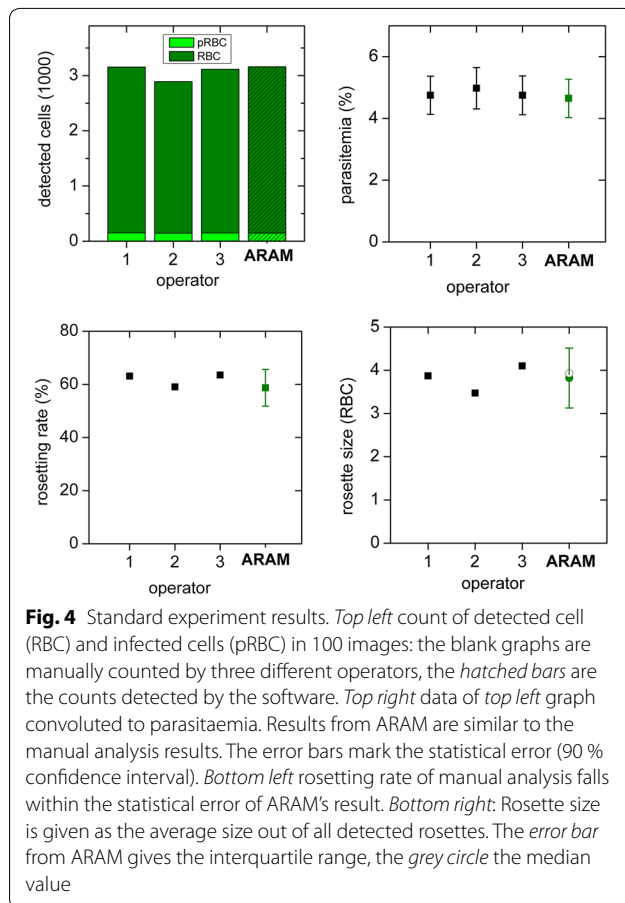 pRBC
RBC
detected cells (1000)
3
2
1
0
1 2 3 ARAM
operator
parasitemia (%)
6
4
2
0
1 2 3 ARAM
operator
rosetting rate (%)
80
60
40
20
0
1 2 3 ARAM
operator
rosette size (RBC)
5
4
3
2
1
0
1 2 3 ARAM
operator
Fig. 4 Standard experiment results. Top left count of detected cell
(RBC) and infected cells (pRBC) in 100 images: the blank graphs are
manually counted by three different operators, the hatched bars are
the counts detected by the software. Top right data of top left graph
convoluted to parasitaemia. Results from ARAM are similar to the
manual analysis results. The error bars mark the statistical error (90 %
confidence interval). Bottom left rosetting rate of manual analysis falls
within the statistical error of ARAM's result. Bottom right: Rosette size
is given as the average size out of all detected rosettes. The error bar
from ARAM gives the interquartile range, the grey circle the median
value